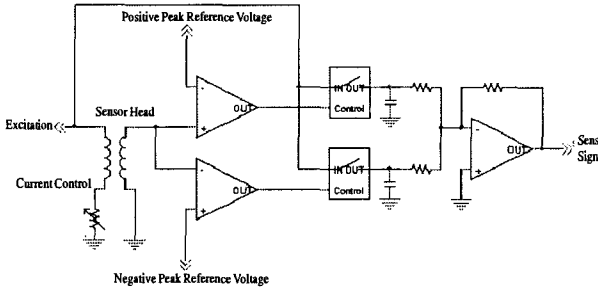 Positive Peak Reference Voltage
-
+
OUT
IN OUT
Control
Sensor Head
Excitation
Current Control
-
+
OUT
IN OUT
Control
-
+
OUT
Sens
Sign
Negative Peak Reference Voltage